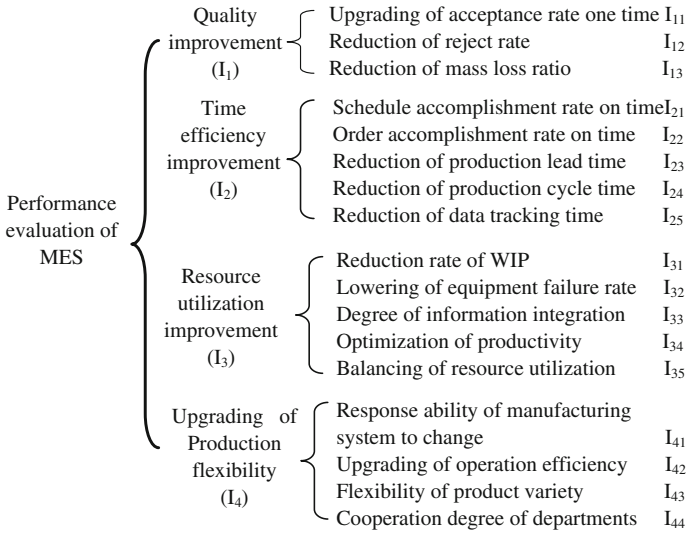 Performance
evaluation of
MES
Quality
improvement
(I₁)
Upgrading of acceptance rate one time I₁₁
Reduction of reject rate I₁₂
Reduction of mass loss ratio I₁₃
Time
efficiency
improvement
(I₂)
Schedule accomplishment rate on timeI₂₁
Order accomplishment rate on time I₂₂
Reduction of production lead time I₂₃
Reduction of production cycle time I₂₄
Reduction of data tracking time I₂₅
Resource
utilization
improvement
(I₃)
Reduction rate of WIP I₃₁
Lowering of equipment failure rate I₃₂
Degree of information integration I₃₃
Optimization of productivity I₃₄
Balancing of resource utilization I₃₅
Upgrading of
Production
flexibility
(I₄)
Response ability of manufacturing
system to change I₄₁
Upgrading of operation efficiency I₄₂
Flexibility of product variety I₄₃
Cooperation degree of departments I₄₄